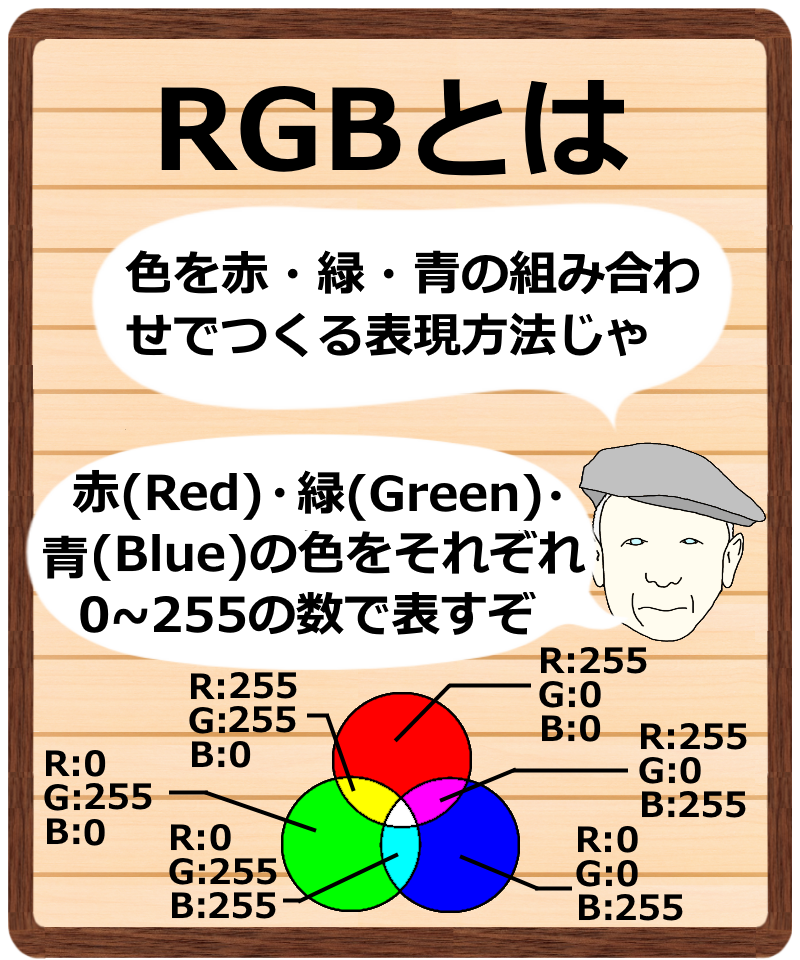 RGBとは
色を赤・緑・青の組み合わ
せでつくる表現方法じゃ
赤(Red)・緑(Green)・
青(Blue)の色をそれぞれ
0~255の数で表すぞ
R:255
G:0
B:0
R:255
G:255
B:0
R:255
G:0
B:255
R:0
G:255
B:0
R:0
G:255
B:255
R:0
G:0
B:255